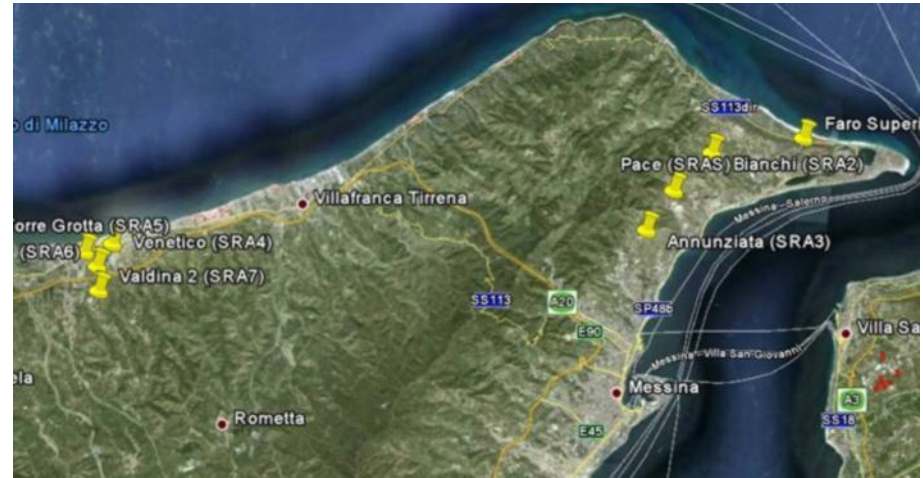 SS113dir
Faro Superi
o di Milazzo
Pace (SRAS) Bianchi (SRA2)
Villafranca Tirrena
Messina - Salerno
orre Grotta (SRA5)
(SRA6)
Venetico (SRA4)
Annunziata (SRA3)
Valdina 2 (SRA7)
SS113
A20
SP48b
E90
Villa Sa
Messina - Villa San Giovanni
ela
Messina
A3
Rometta
SS18
E45